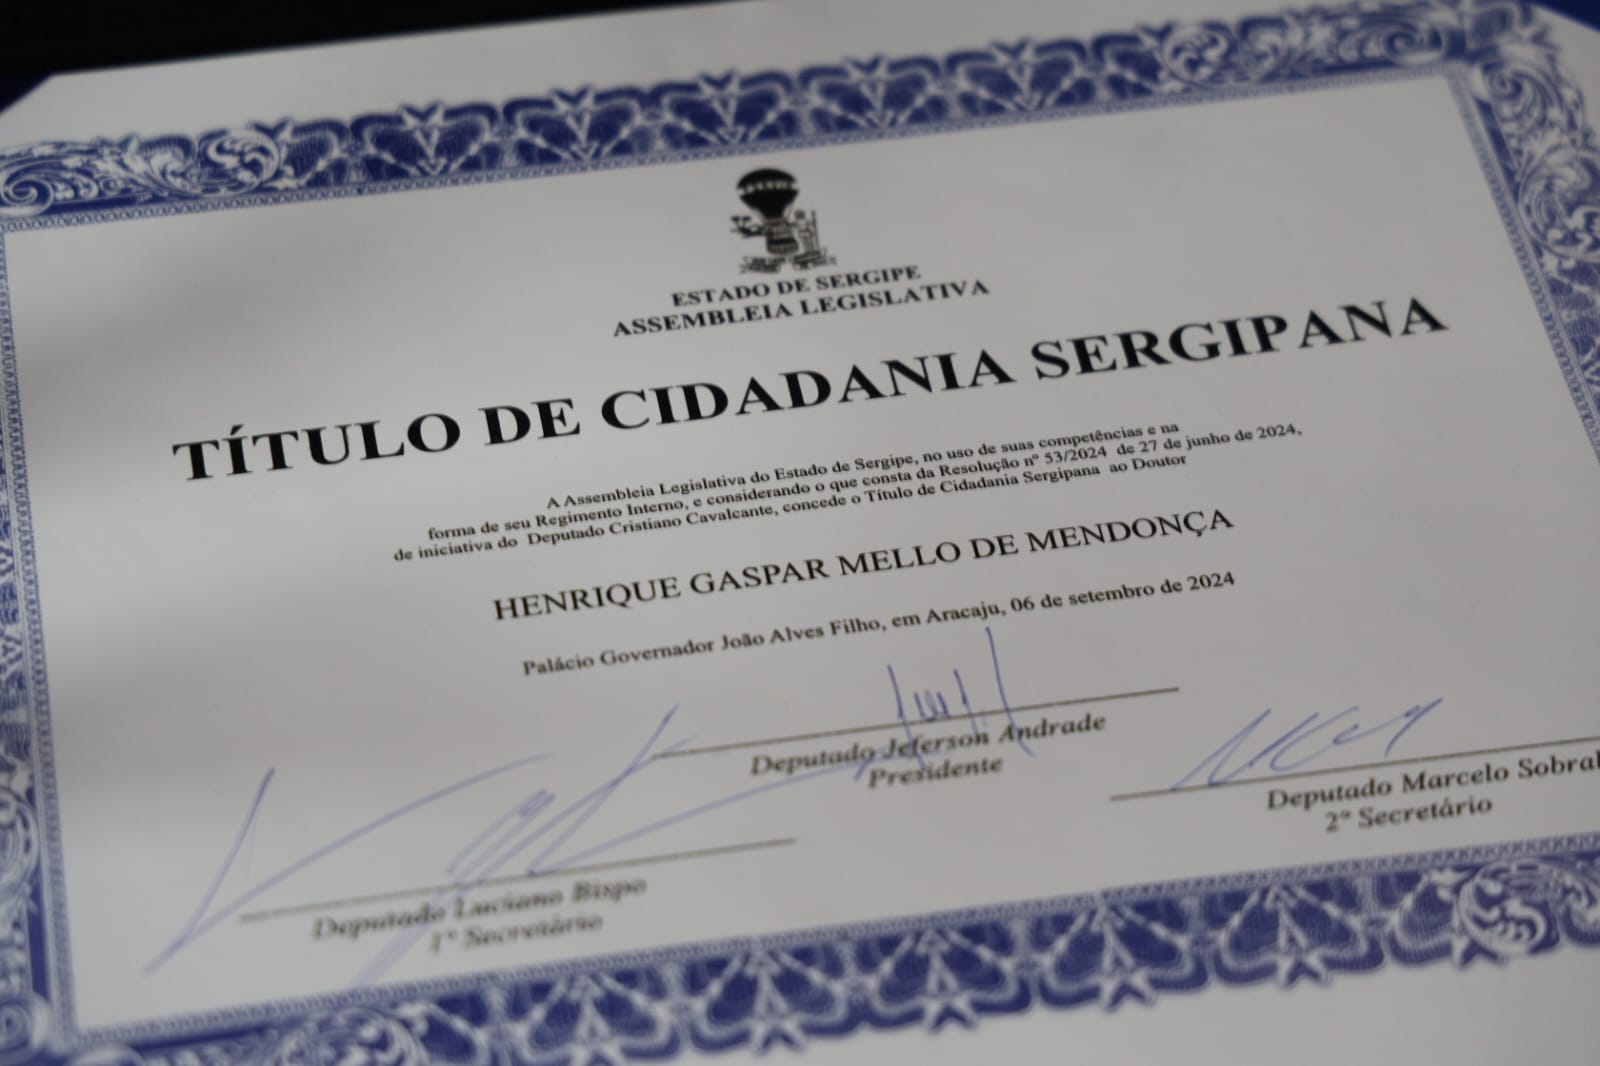 ESTADO DE SERGIPE
ASSEMBLEIA LEGISLATIVA
TÍTULO DE CIDADANIA SERGIPANA
A Assembleia Legislativa do Estado de Sergipe, no uso de suas competências e na
forma de seu Regimento Interno, e considerando o que consta da Resolução nº 53/2024 de 27 de junho de 2024,
de iniciativa do Deputado Cristiano Cavalcante, concede o Título de Cidadania Sergipana ao Doutor
HENRIQUE GASPAR MELLO DE MENDONÇA
Palácio Governador João Alves Filho, em Aracaju, 06 de setembro de 2024
Deputado Jeferson Andrade
Presidente
Deputado Marcelo Sobral
2º Secretário
Deputado Luciano Bispo
1º Secretário